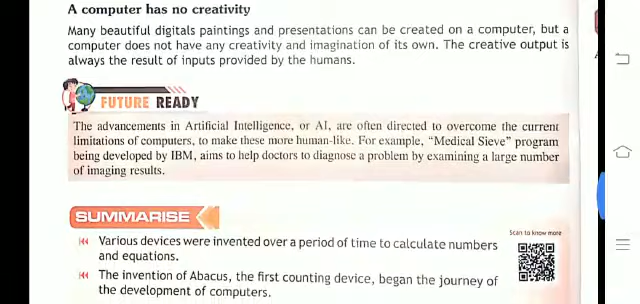 A computer has no creativity
Many beautiful digitals paintings and presentations can be created on a computer, but a
computer does not have any creativity and imagination of its own. The creative output is
always the result of inputs provided by the humans.
FUTURE READY
The advancements in Artificial Intelligence, or AI, are often directed to overcome the current
limitations of computers, to make these more human-like. For example, “Medical Sieve” program
being developed by IBM, aims to help doctors to diagnose a problem by examining a large number
of imaging results.
SUMMARISE
Scan to know more
Various devices were invented over a period of time to calculate numbers
and equations.
The invention of Abacus, the first counting device, began the journey of
the development of computers.